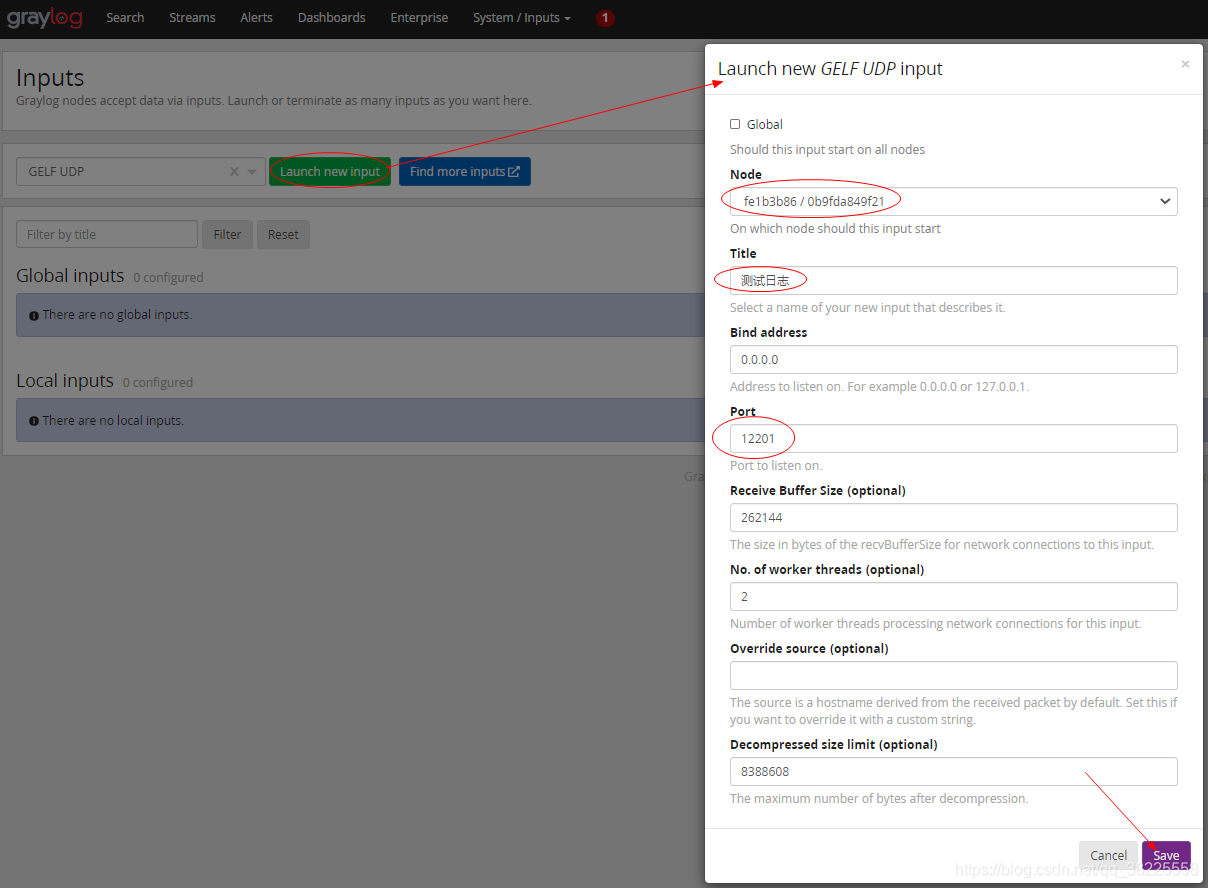 graylog Search Streams Alerts Dashboards Enterprise System / Inputs 1
Inputs
Graylog nodes accept data via inputs. Launch or terminate as many inputs as you want here.
GELF UDP Launch new input Find more inputs
Filter by title Filter Reset
Global inputs 0 configured
There are no global inputs.
Local inputs 0 configured
There are no local inputs.
Gra
Launch new GELF UDP input ×
Global
Should this input start on all nodes
Node
fe1b3b86 / 0b9fda849f21
On which node should this input start
Title
测试日志
Select a name of your new input that describes it.
Bind address
0.0.0.0
Address to listen on. For example 0.0.0.0 or 127.0.0.1.
Port
12201
Port to listen on.
Receive Buffer Size (optional)
262144
The size in bytes of the recvBufferSize for network connections to this input.
No. of worker threads (optional)
2
Number of worker threads processing network connections for this input.
Override source (optional)
The source is a hostname derived from the received packet by default. Set this if
you want to override it with a custom string.
Decompressed size limit (optional)
8388608
The maximum number of bytes after decompression.
Cancel Save
https://blog.csdn.net/qq_36225558